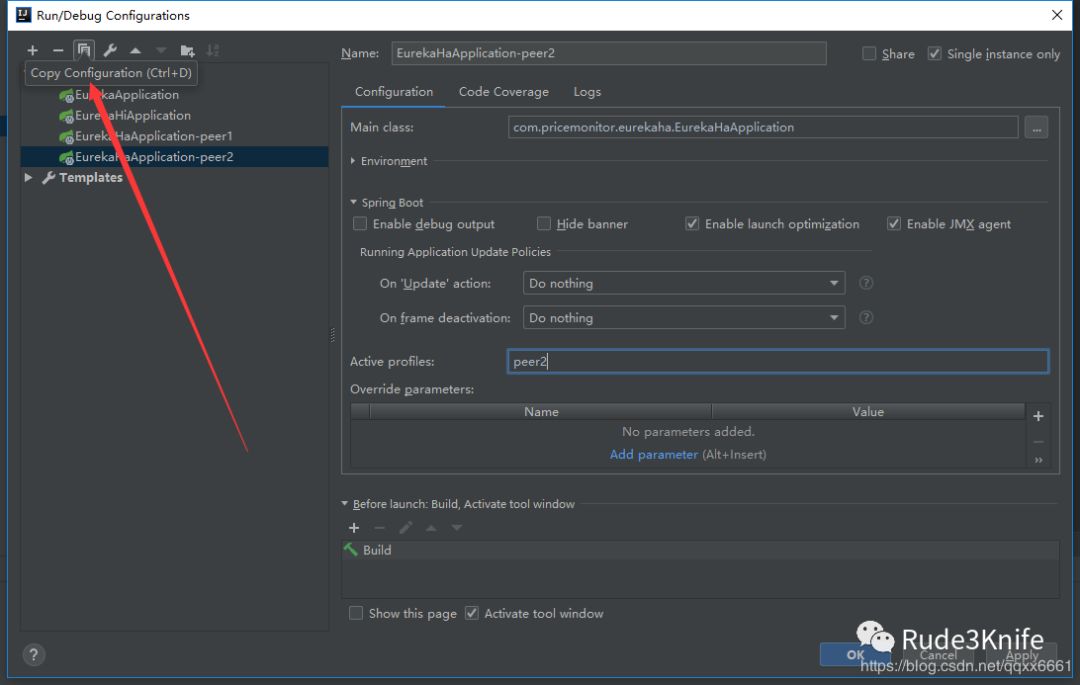 Run/Debug Configurations
Name: EurekaHaApplication-peer2 Share Single instance only
Copy Configuration (Ctrl+D)
EurekaApplication
EurekaHiApplication
EurekaHaApplication-peer1
EurekaHaApplication-peer2
Templates
Configuration Code Coverage Logs
Main class: com.pricemonitor.eurekaha.EurekaHaApplication ...
Environment
Spring Boot
Enable debug output Hide banner Enable launch optimization Enable JMX agent
Running Application Update Policies
On 'Update' action: Do nothing ?
On frame deactivation: Do nothing ?
Active profiles: peer2
Override parameters:
Name Value
No parameters added.
Add parameter (Alt+Insert)
Before launch: Build, Activate tool window
Build
Show this page Activate tool window
? OK Cancel Apply
Rude3Knife
https://blog.csdn.net/qqxx6661